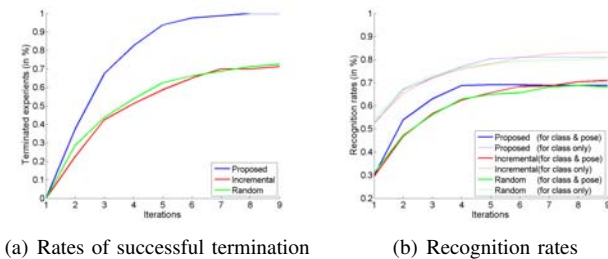 1
0.9
0.8
0.7
0.6
0.5
0.4
0.3
0.2
0.1
0
Terminated experients (in %)
1 2 3 4 5 6 7 8 9
Iterations
Proposed
Incremental
Random
(a) Rates of successful termination
1
0.9
0.8
0.7
0.6
0.5
0.4
0.3
0.2
Recognition rates (in %)
1 2 3 4 5 6 7 8 9
Iterations
Proposed (for class & pose)
Proposed (for class only)
Incremental(for class & pose)
Incremental(for class only)
Random (for class & pose)
Random (for class only)
(b) Recognition rates